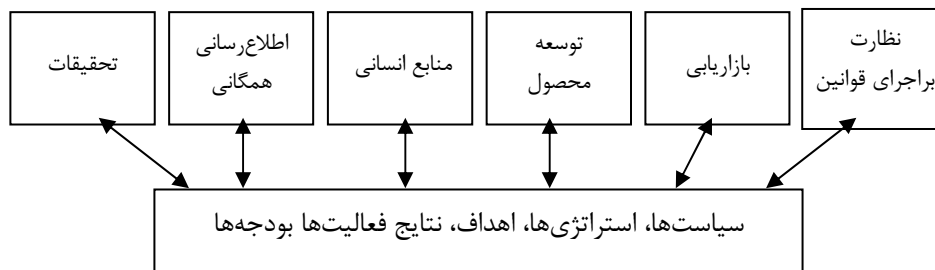 نظارت
براجرای قوانین
بازاریابی
توسعه
محصول
منابع انسانی
اطلاع‌رسانی
همگانی
تحقیقات
سیاست‌ها، استراتژی‌ها، اهداف، نتایج فعالیت‌ها بودجه‌ها